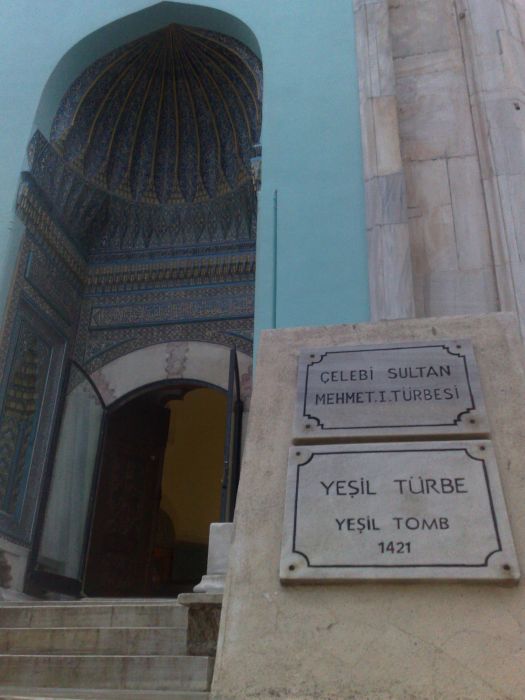 ÇELEBİ SULTAN
MEHMET.I.TÜRBESİ
YEŞİL TÜRBE
YEŞİL TOMB
1421